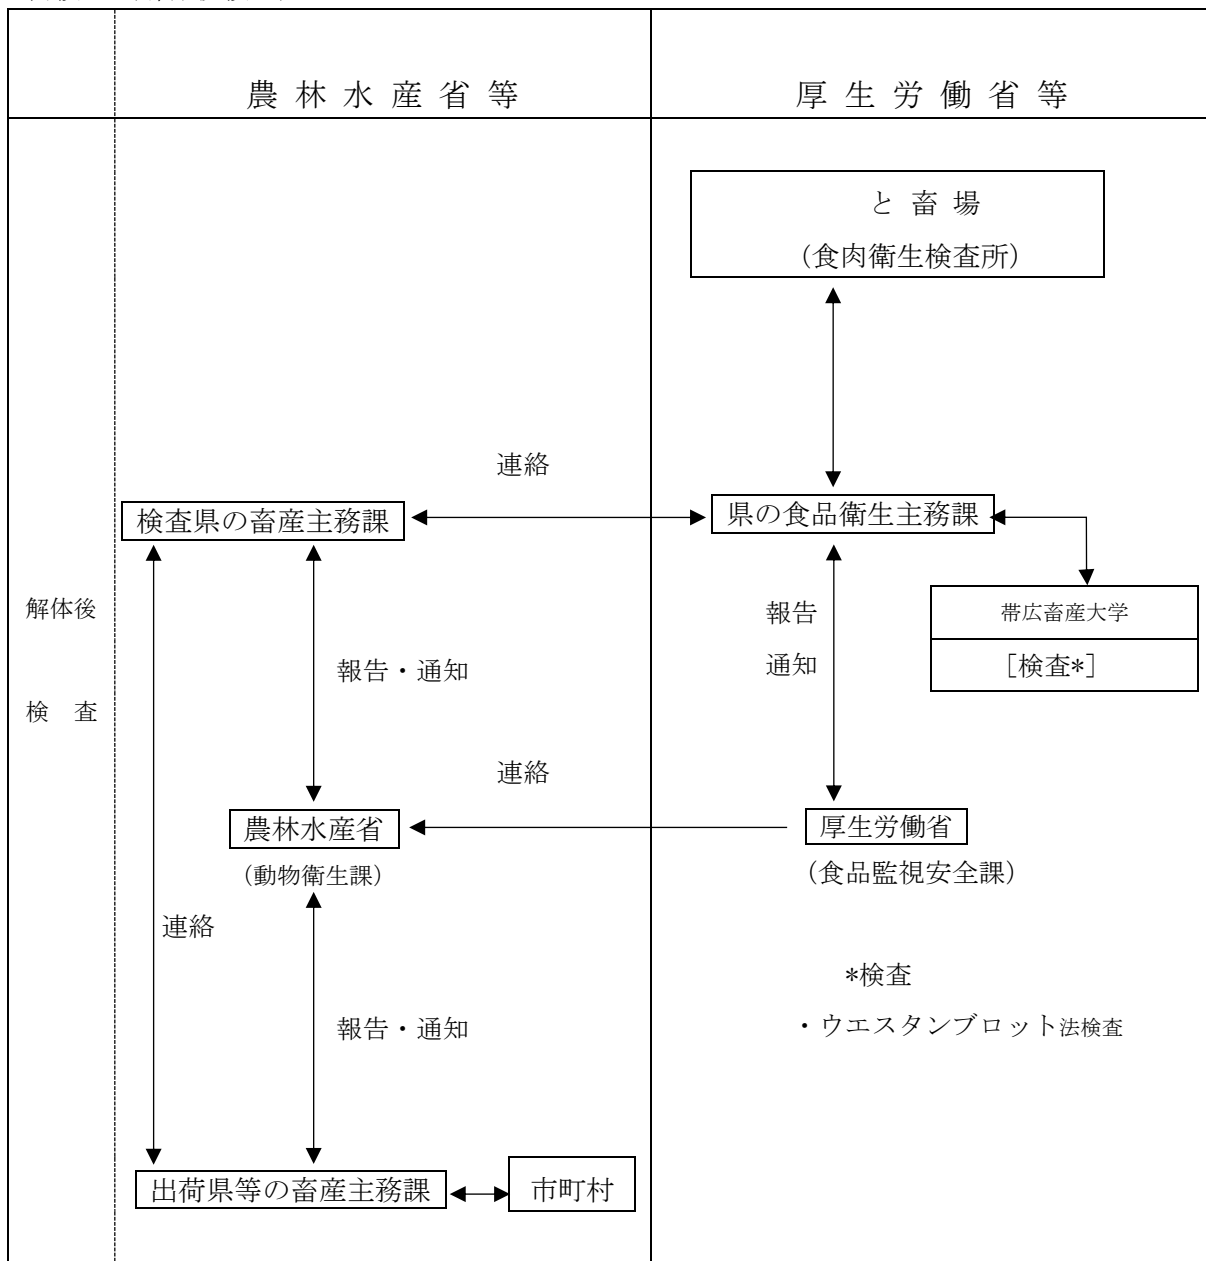 農林水産省等
厚生労働省等
と畜場
（食肉衛生検査所）
連絡
検査県の畜産主務課
県の食品衛生主務課
解体後
検　査
報告・通知
報告
通知
帯広畜産大学
［検査*］
連絡
農林水産省
（動物衛生課）
厚生労働省
（食品監視安全課）
連絡
*検査
・ウエスタンブロット法検査
報告・通知
出荷県等の畜産主務課
市町村